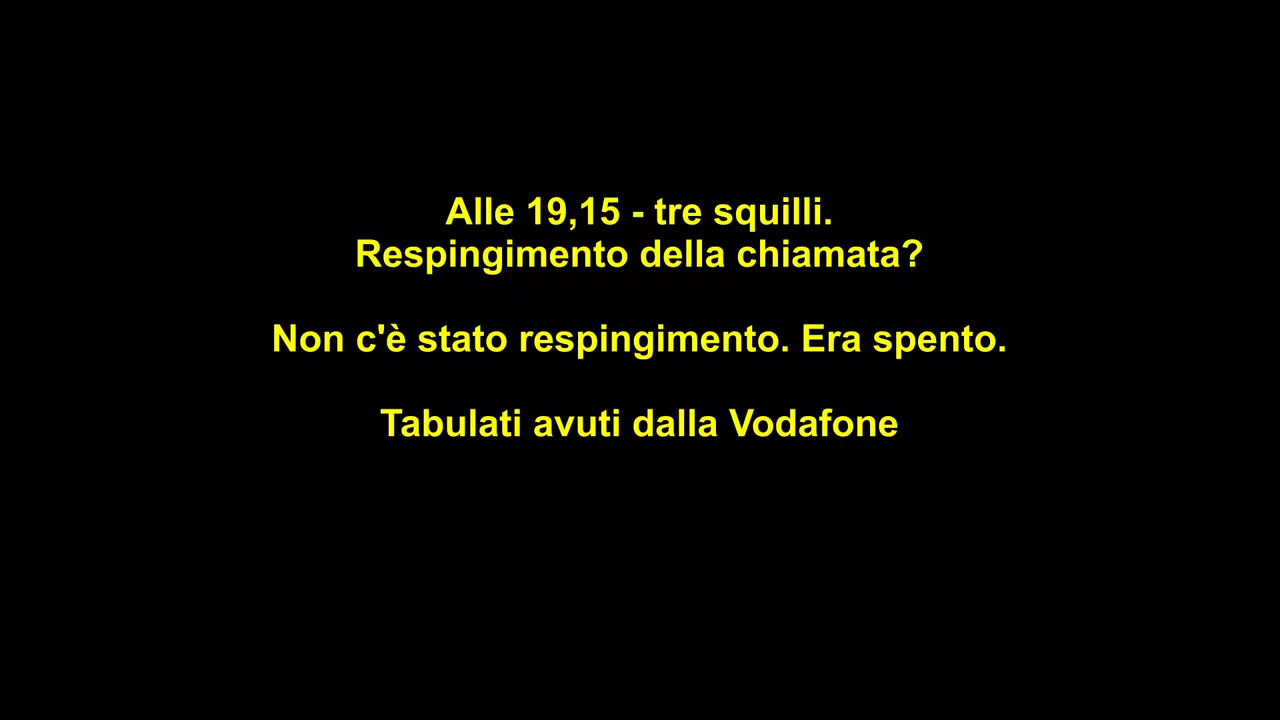 Alle 19,15 - tre squilli.
Respingimento della chiamata?
Non c'è stato respingimento. Era spento.
Tabulati avuti dalla Vodafone